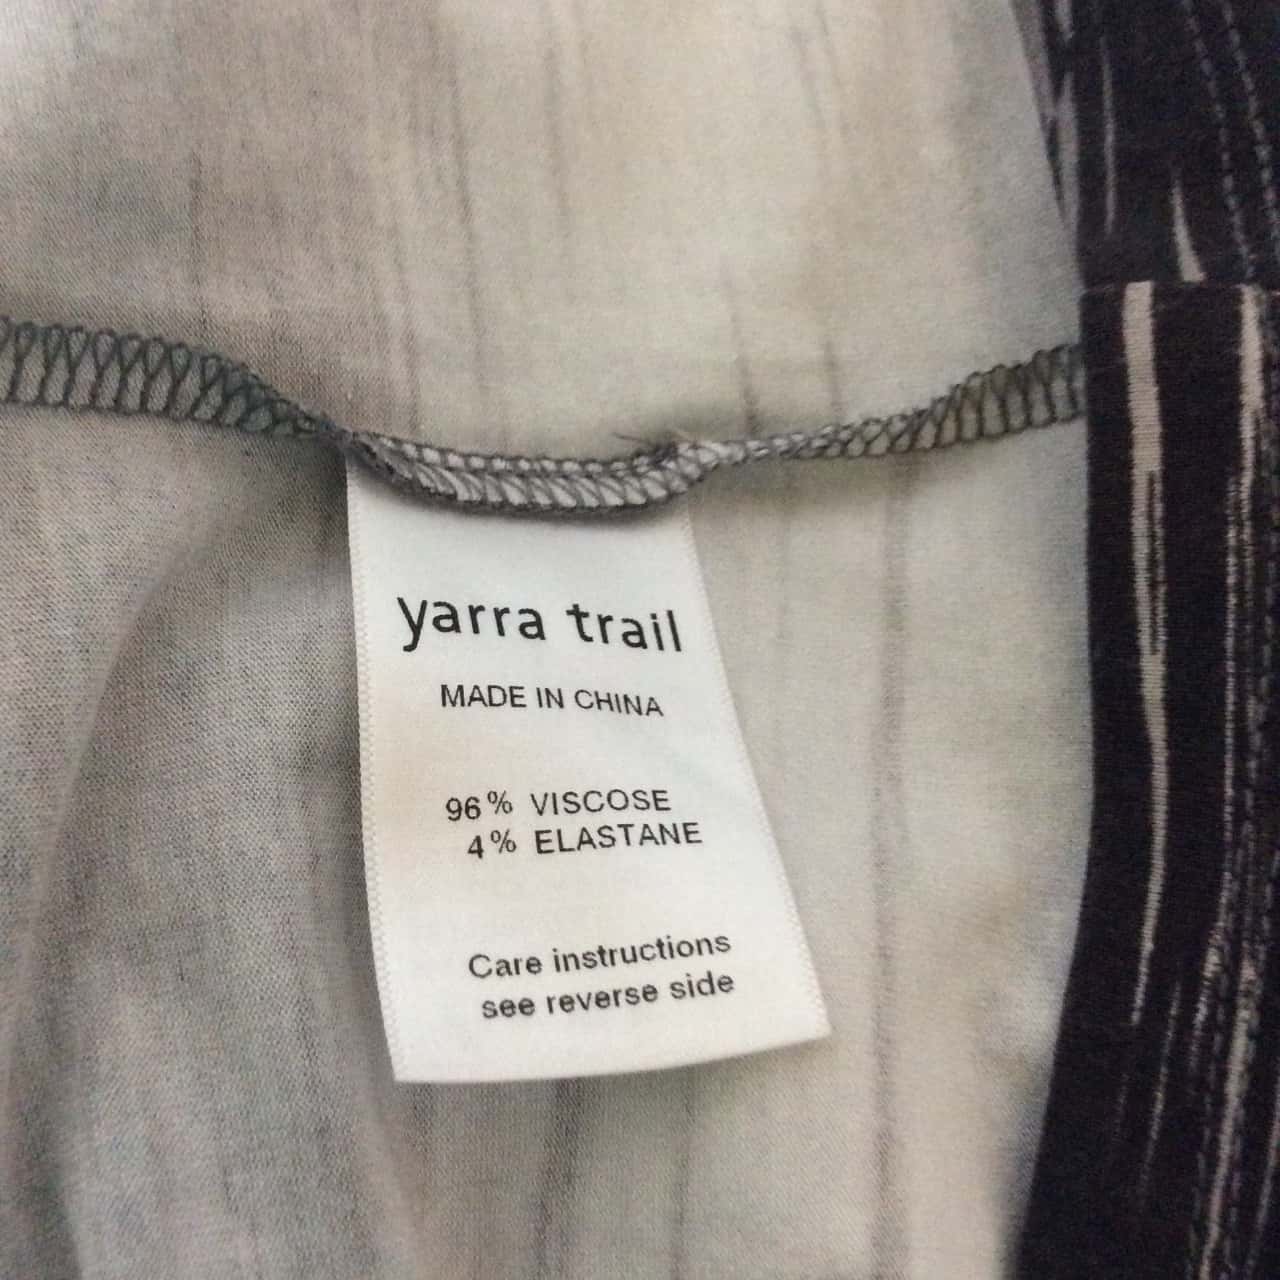 yarra trail
MADE IN CHINA
96% VISCOSE
4% ELASTANE
Care instructions
see reverse side